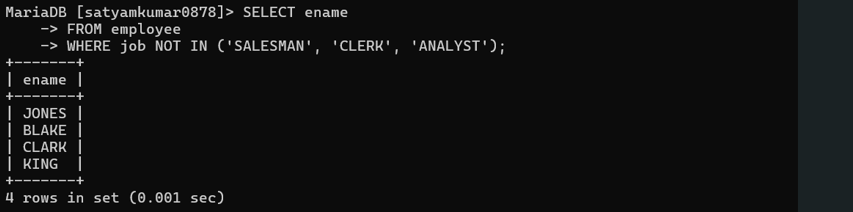 MariaDB [satyamkumar0878]> SELECT ename
    -> FROM employee
    -> WHERE job NOT IN ('SALESMAN', 'CLERK', 'ANALYST');
+-------+
| ename |
+-------+
| JONES |
| BLAKE |
| CLARK |
| KING  |
+-------+
4 rows in set (0.001 sec)